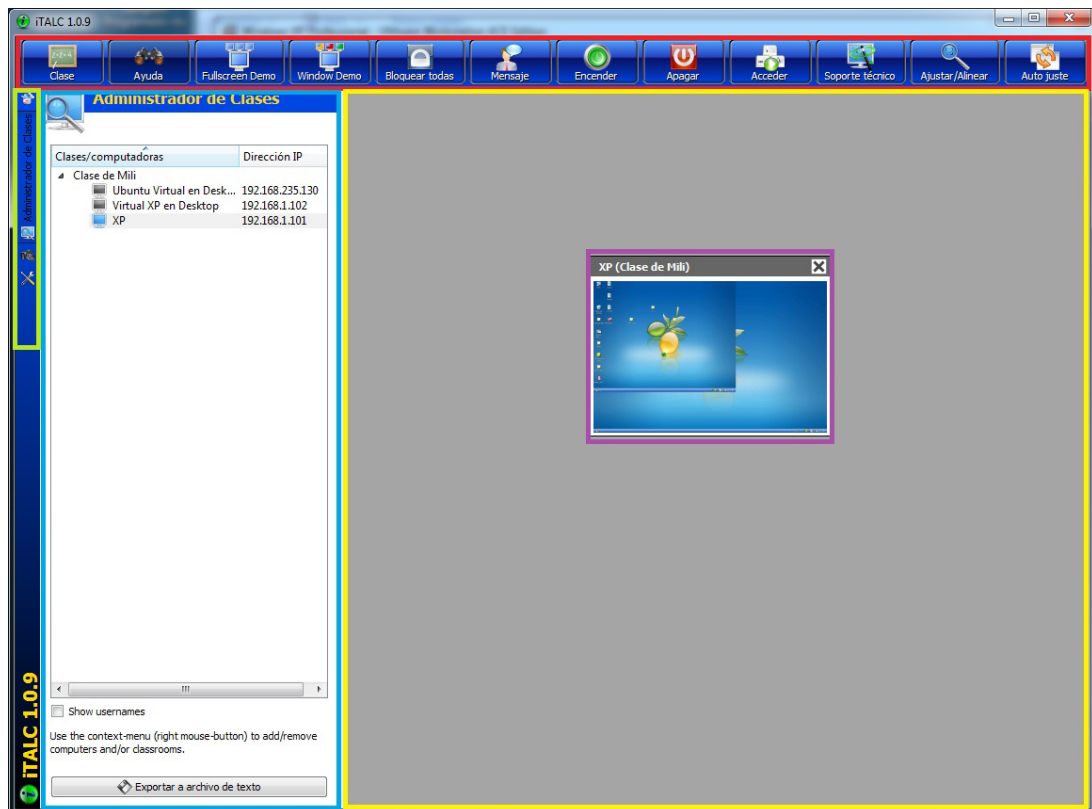 iTALC 1.0.9
Clase
Ayuda
Fullscreen Demo
Window Demo
Bloquear todas
Mensaje
Encender
Apagar
Acceder
Soporte técnico
Ajustar/Alinear
Auto juste
Administrador de Clases
Administrador de Clases
Clases/computadoras Dirección IP
Clase de Mili
Ubuntu Virtual en Desk... 192.168.235.130
Virtual XP en Desktop 192.168.1.102
XP 192.168.1.101
XP (Clase de Mili)
Show usernames
Use the context-menu (right mouse-button) to add/remove
computers and/or classrooms.
Exportar a archivo de texto
iTALC 1.0.9